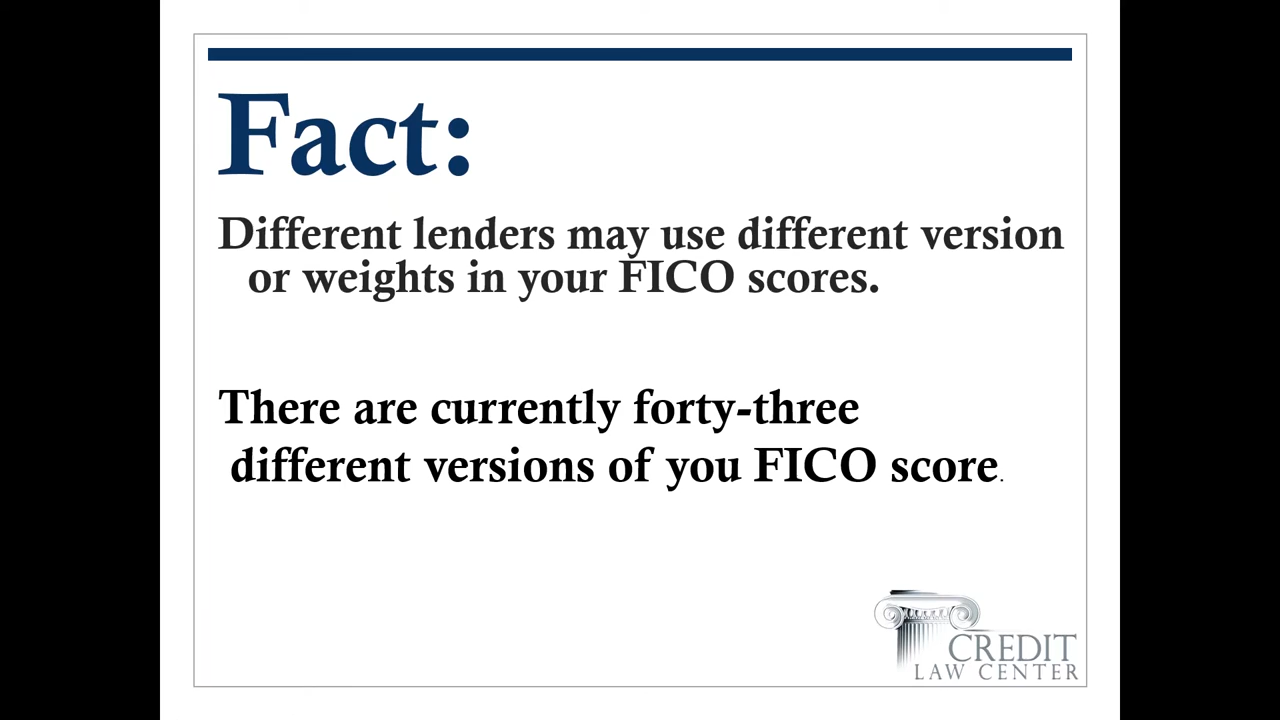 Fact:
Different lenders may use different version
or weights in your FICO scores.
There are currently forty-three
different versions of you FICO score.
CREDIT
LAW CENTER